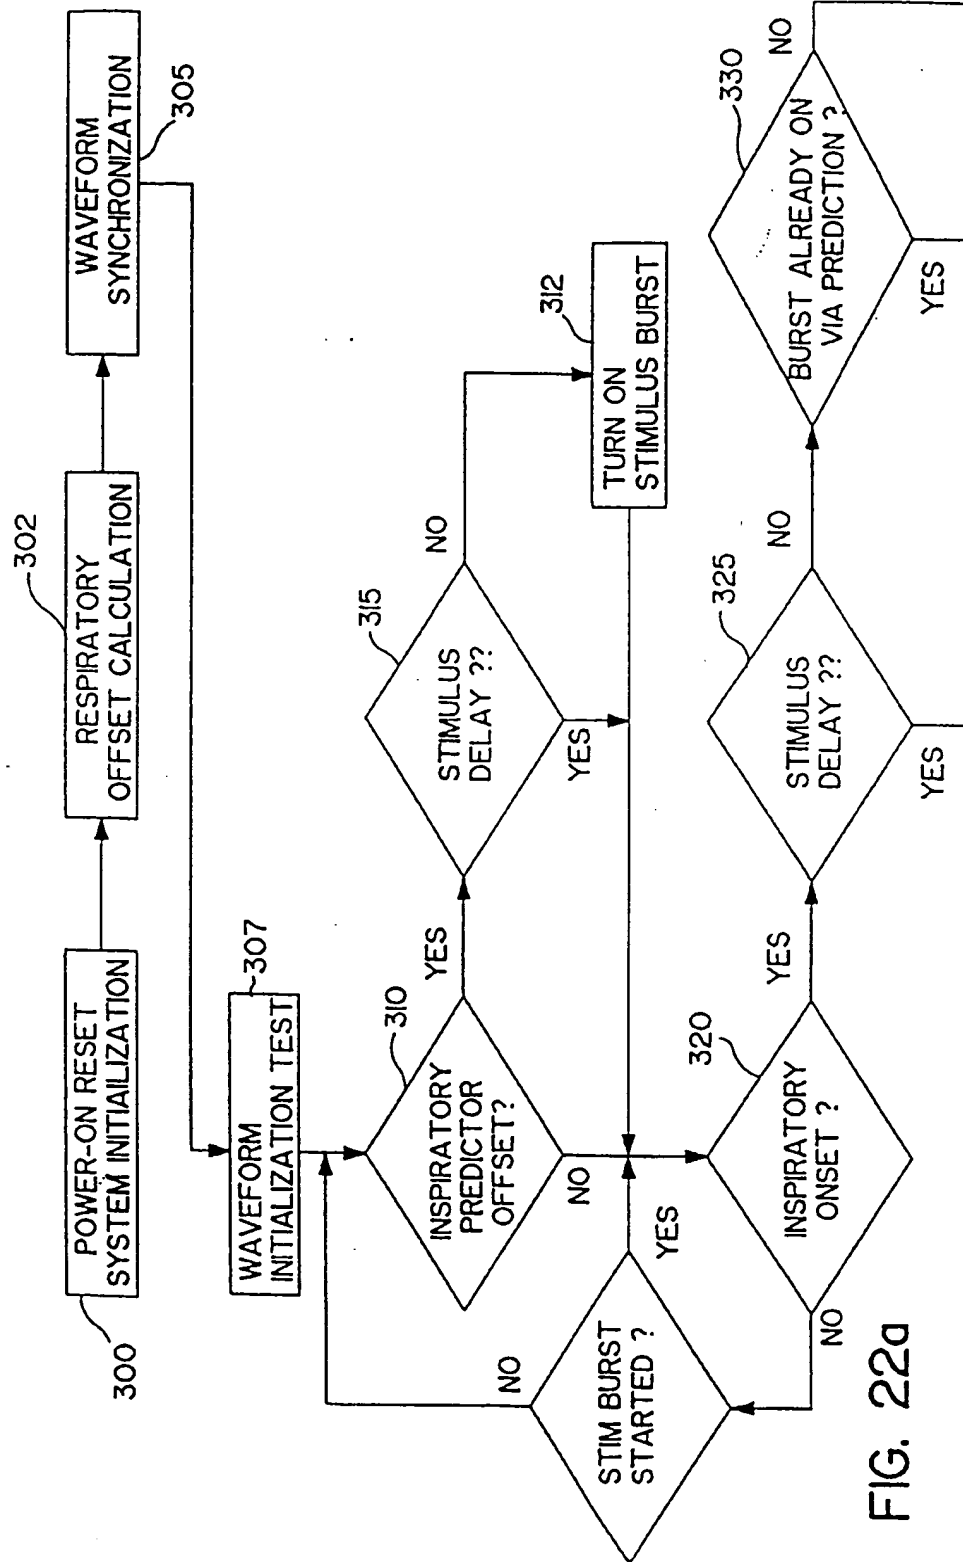 300
POWER-ON RESET
SYSTEM INITIAILIZATION
302
RESPIRATORY
OFFSET CALCULATION
WAVEFORM
SYNCHRONIZATION
305
WAVEFORM
INITIALIZATION TEST
307
INSPIRATORY
PREDICTOR
OFFSET?
310
YES
NO
STIMULUS
DELAY ??
315
NO
YES
312
TURN ON
STIMULUS BURST
STIM BURST
STARTED ?
NO
YES
INSPIRATORY
ONSET ?
320
YES
NO
STIMULUS
DELAY ??
325
NO
YES
BURST ALREADY ON
VIA PREDICTION ?
330
NO
YES
FIG. 22a